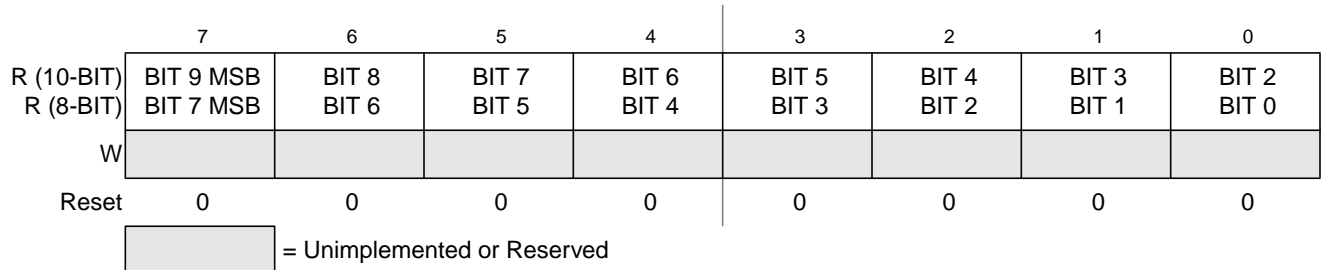 7 6 5 4 3 2 1 0
R (10-BIT) BIT 9 MSB BIT 8 BIT 7 BIT 6 BIT 5 BIT 4 BIT 3 BIT 2
R (8-BIT) BIT 7 MSB BIT 6 BIT 5 BIT 4 BIT 3 BIT 2 BIT 1 BIT 0
W
Reset 0 0 0 0 0 0 0 0
= Unimplemented or Reserved